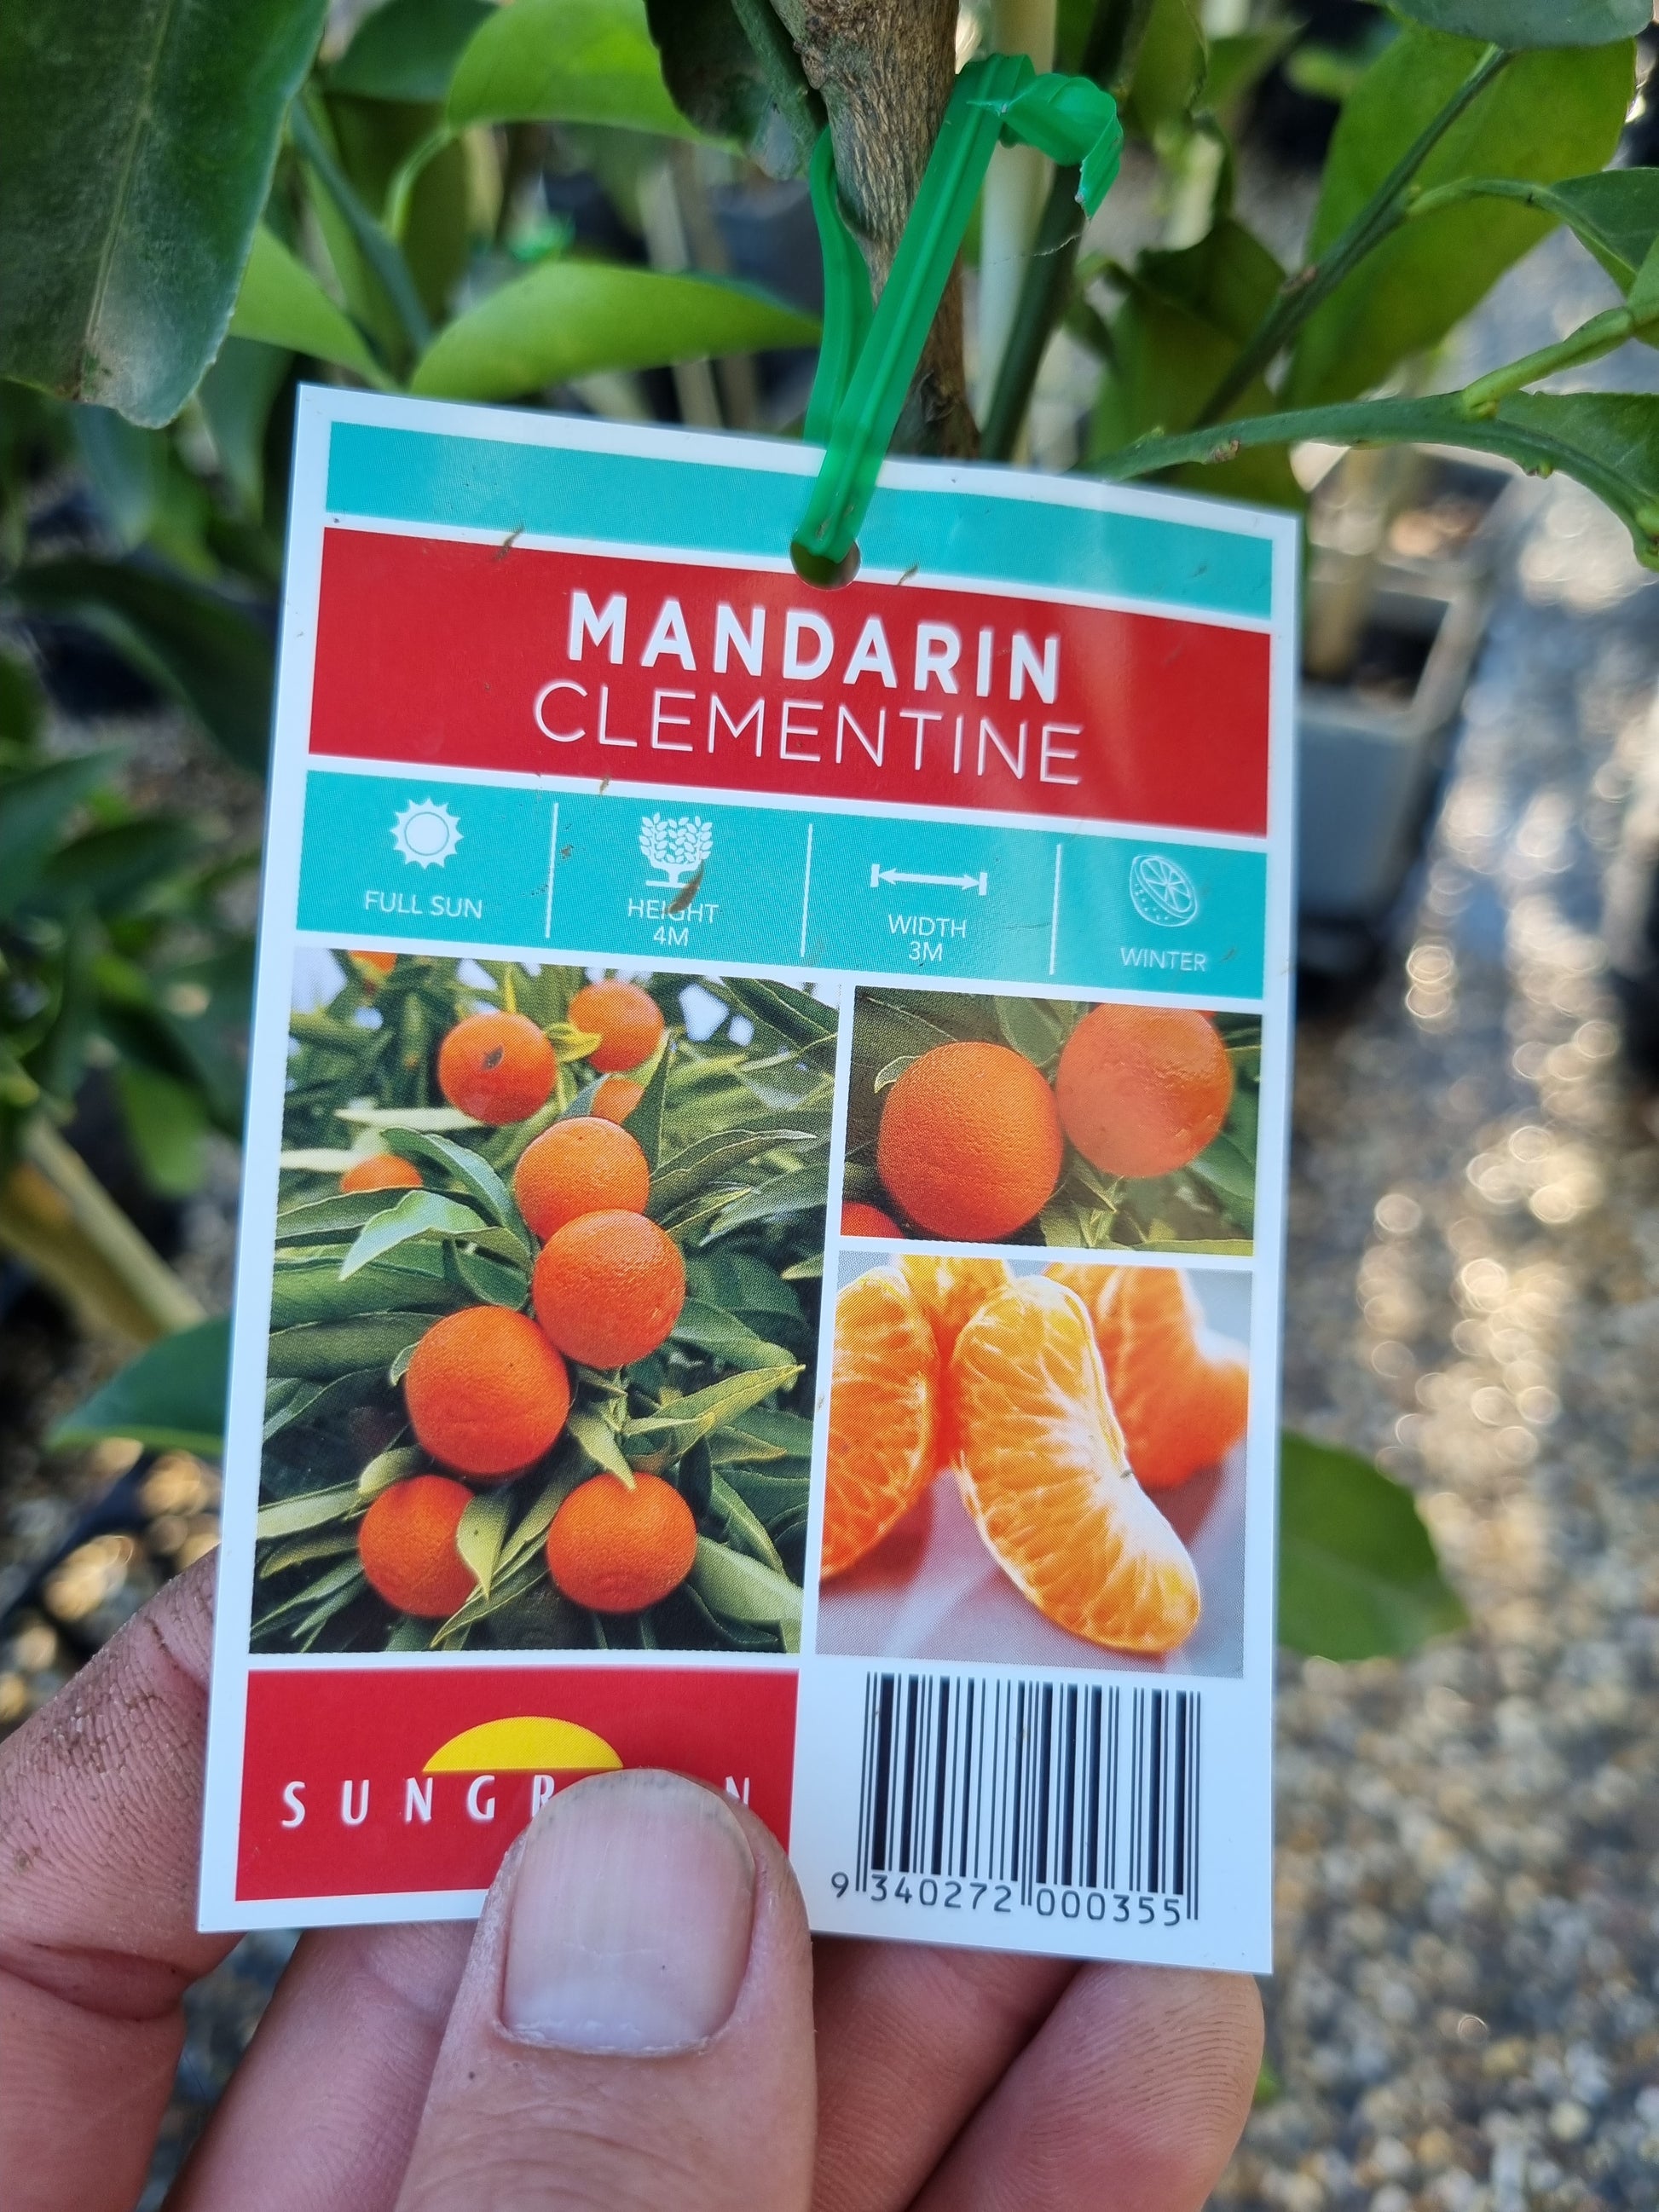 MANDARIN
CLEMENTINE
FULL SUN
HEIGHT
4M
WIDTH
3M
WINTER
9 340272 000355